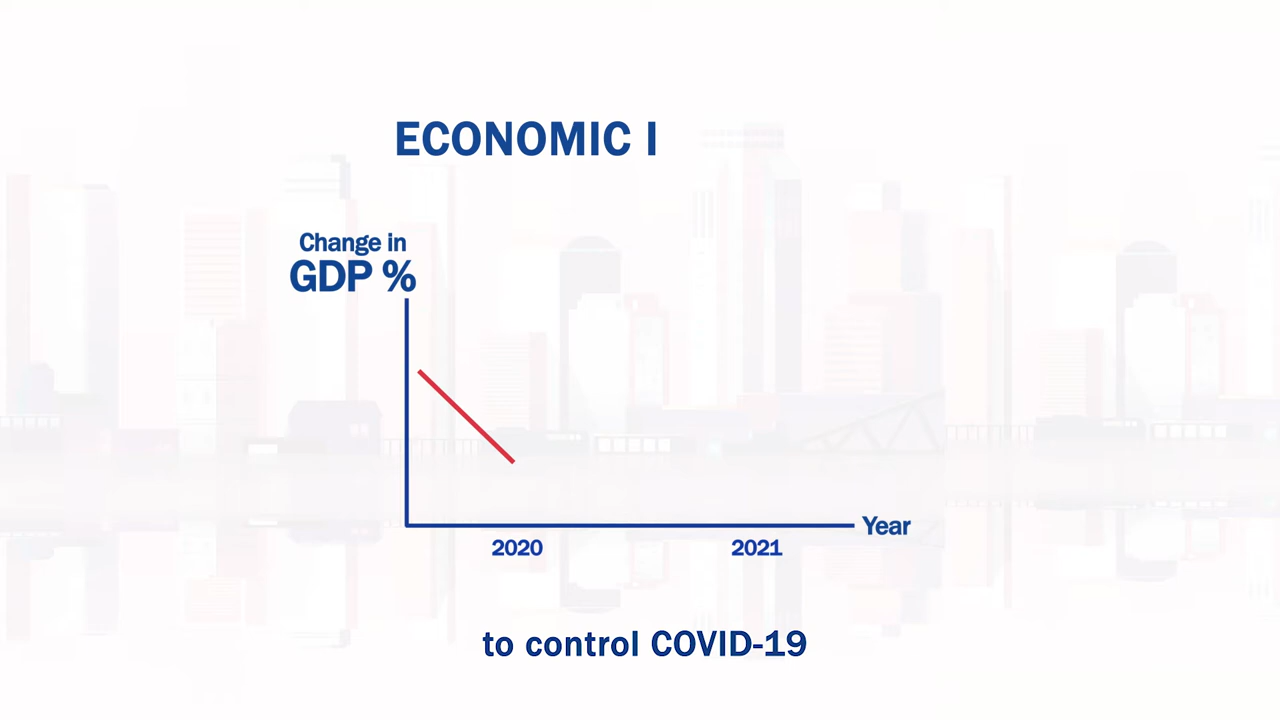 ECONOMIC I
Change in
GDP %
Year
2020 2021
to control COVID-19